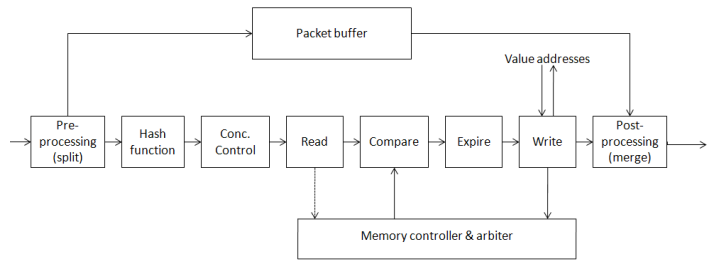 Packet buffer
Value addresses
Pre-
processing
(split)
Hash
function
Conc.
Control
Read
Compare
Expire
Write
Post-
processing
(merge)
Memory controller & arbiter